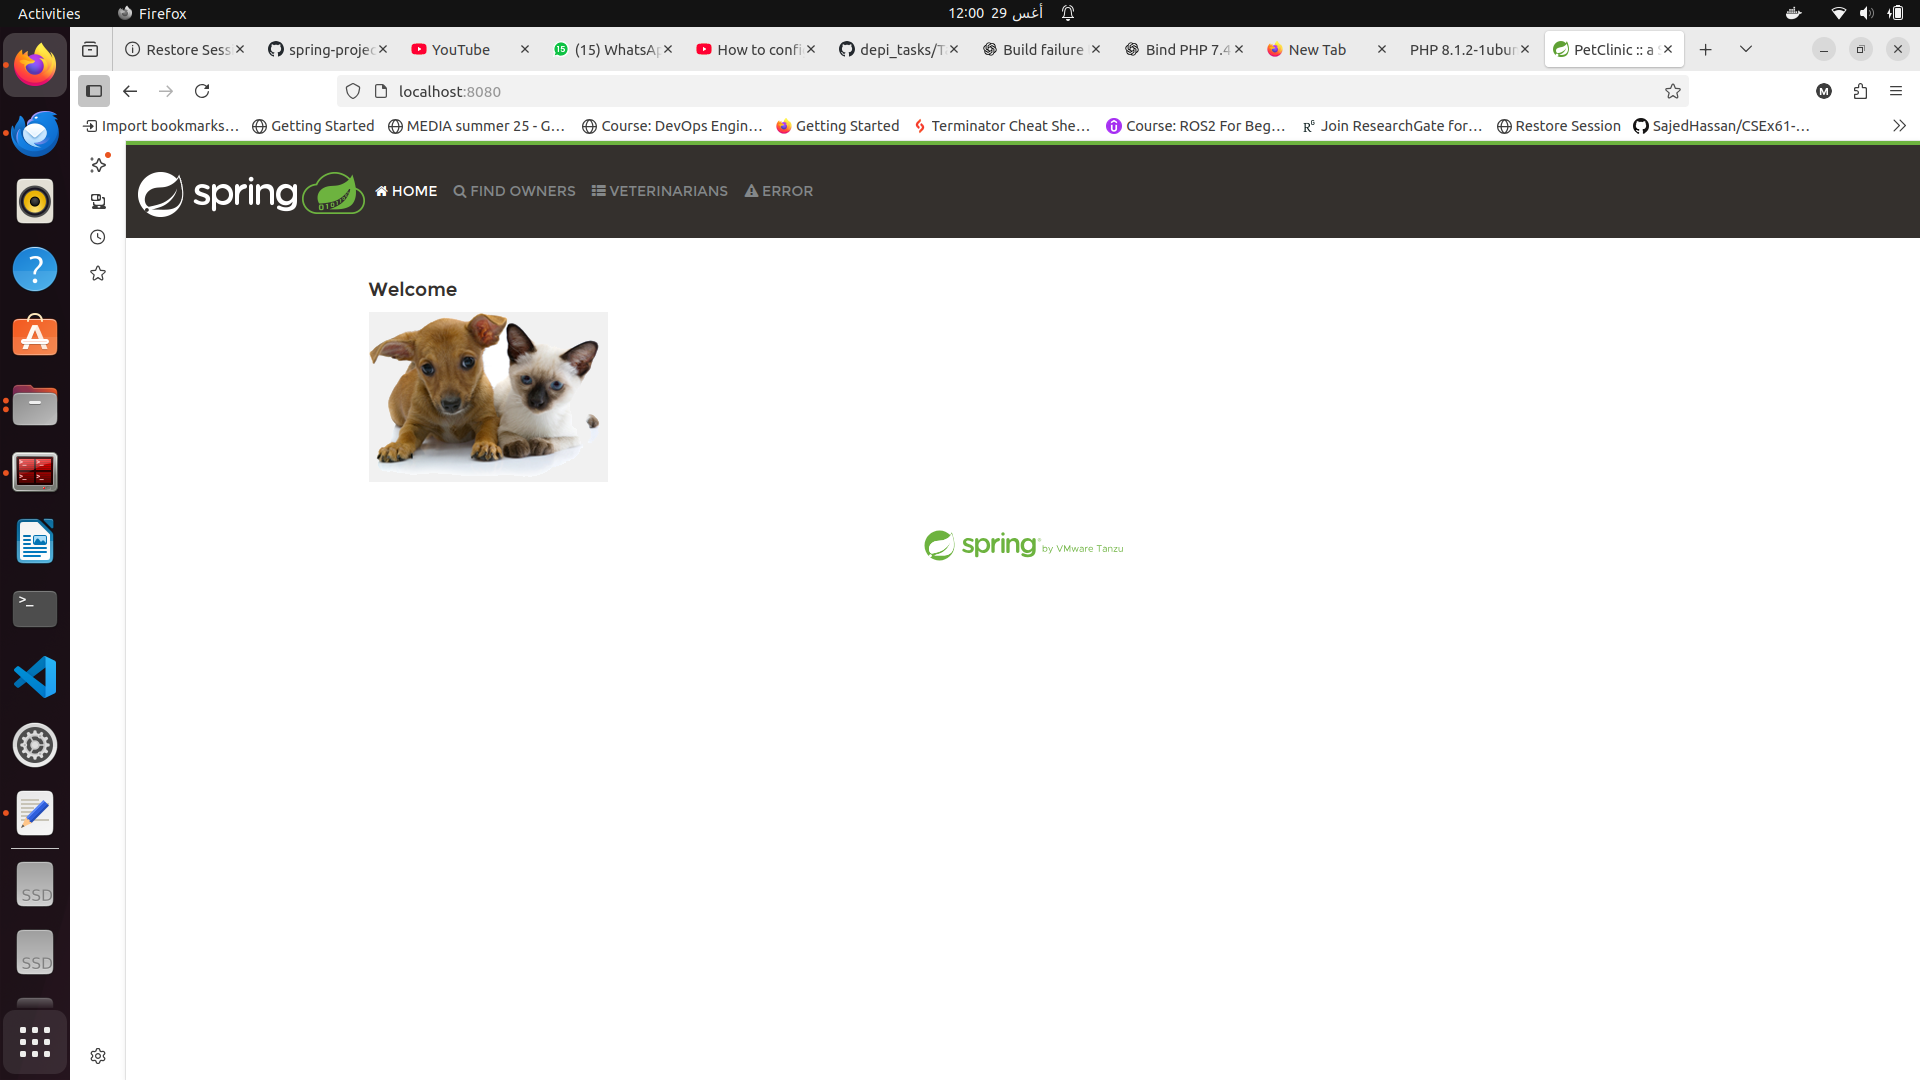 Activities Firefox 12:00 29 أغس
Restore Sess spring-projec YouTube (15) WhatsAp How to confi depi_tasks/Ta Build failure Bind PHP 7.4 New Tab PHP 8.1.2-1ubun PetClinic :: a S
localhost:8080 M
Import bookmarks… Getting Started MEDIA summer 25 - G… Course: DevOps Engin… Getting Started Terminator Cheat She… Course: ROS2 For Beg… Join ResearchGate for… Restore Session SajedHassan/CSEx61-…
spring HOME FIND OWNERS VETERINARIANS ERROR
Welcome
spring by VMware Tanzu
SSD
SSD